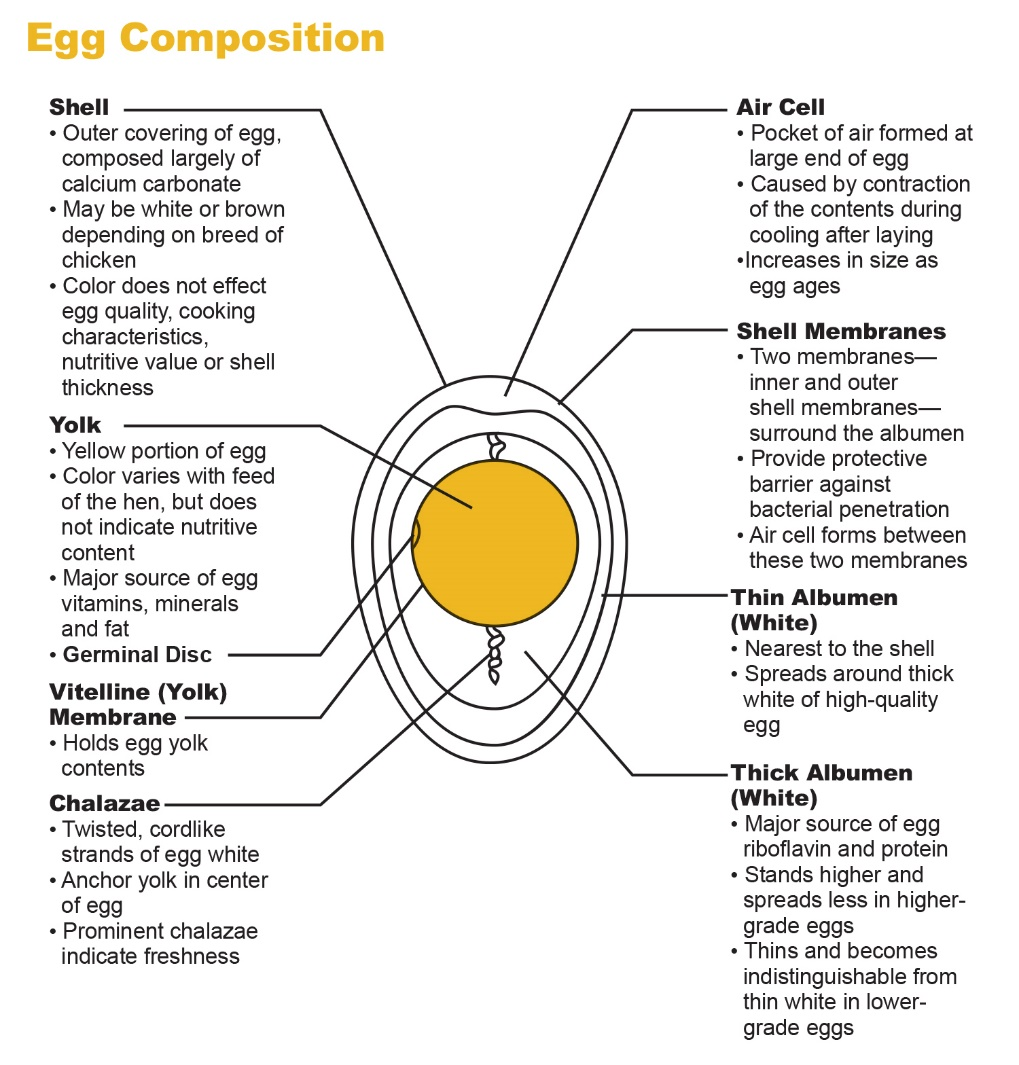 Egg Composition
Shell
• Outer covering of egg,
composed largely of
calcium carbonate
• May be white or brown
depending on breed of
chicken
• Color does not effect
egg quality, cooking
characteristics,
nutritive value or shell
thickness
Yolk
• Yellow portion of egg
• Color varies with feed
of the hen, but does
not indicate nutritive
content
• Major source of egg
vitamins, minerals
and fat
• Germinal Disc
Vitelline (Yolk)
Membrane
• Holds egg yolk
contents
Chalazae
• Twisted, cordlike
strands of egg white
• Anchor yolk in center
of egg
• Prominent chalazae
indicate freshness
Air Cell
• Pocket of air formed at
large end of egg
• Caused by contraction
of the contents during
cooling after laying
•Increases in size as
egg ages
Shell Membranes
• Two membranes—
inner and outer
shell membranes—
surround the albumen
• Provide protective
barrier against
bacterial penetration
• Air cell forms between
these two membranes
Thin Albumen
(White)
• Nearest to the shell
• Spreads around thick
white of high-quality
egg
Thick Albumen
(White)
• Major source of egg
riboflavin and protein
• Stands higher and
spreads less in higher-
grade eggs
• Thins and becomes
indistinguishable from
thin white in lower-
grade eggs